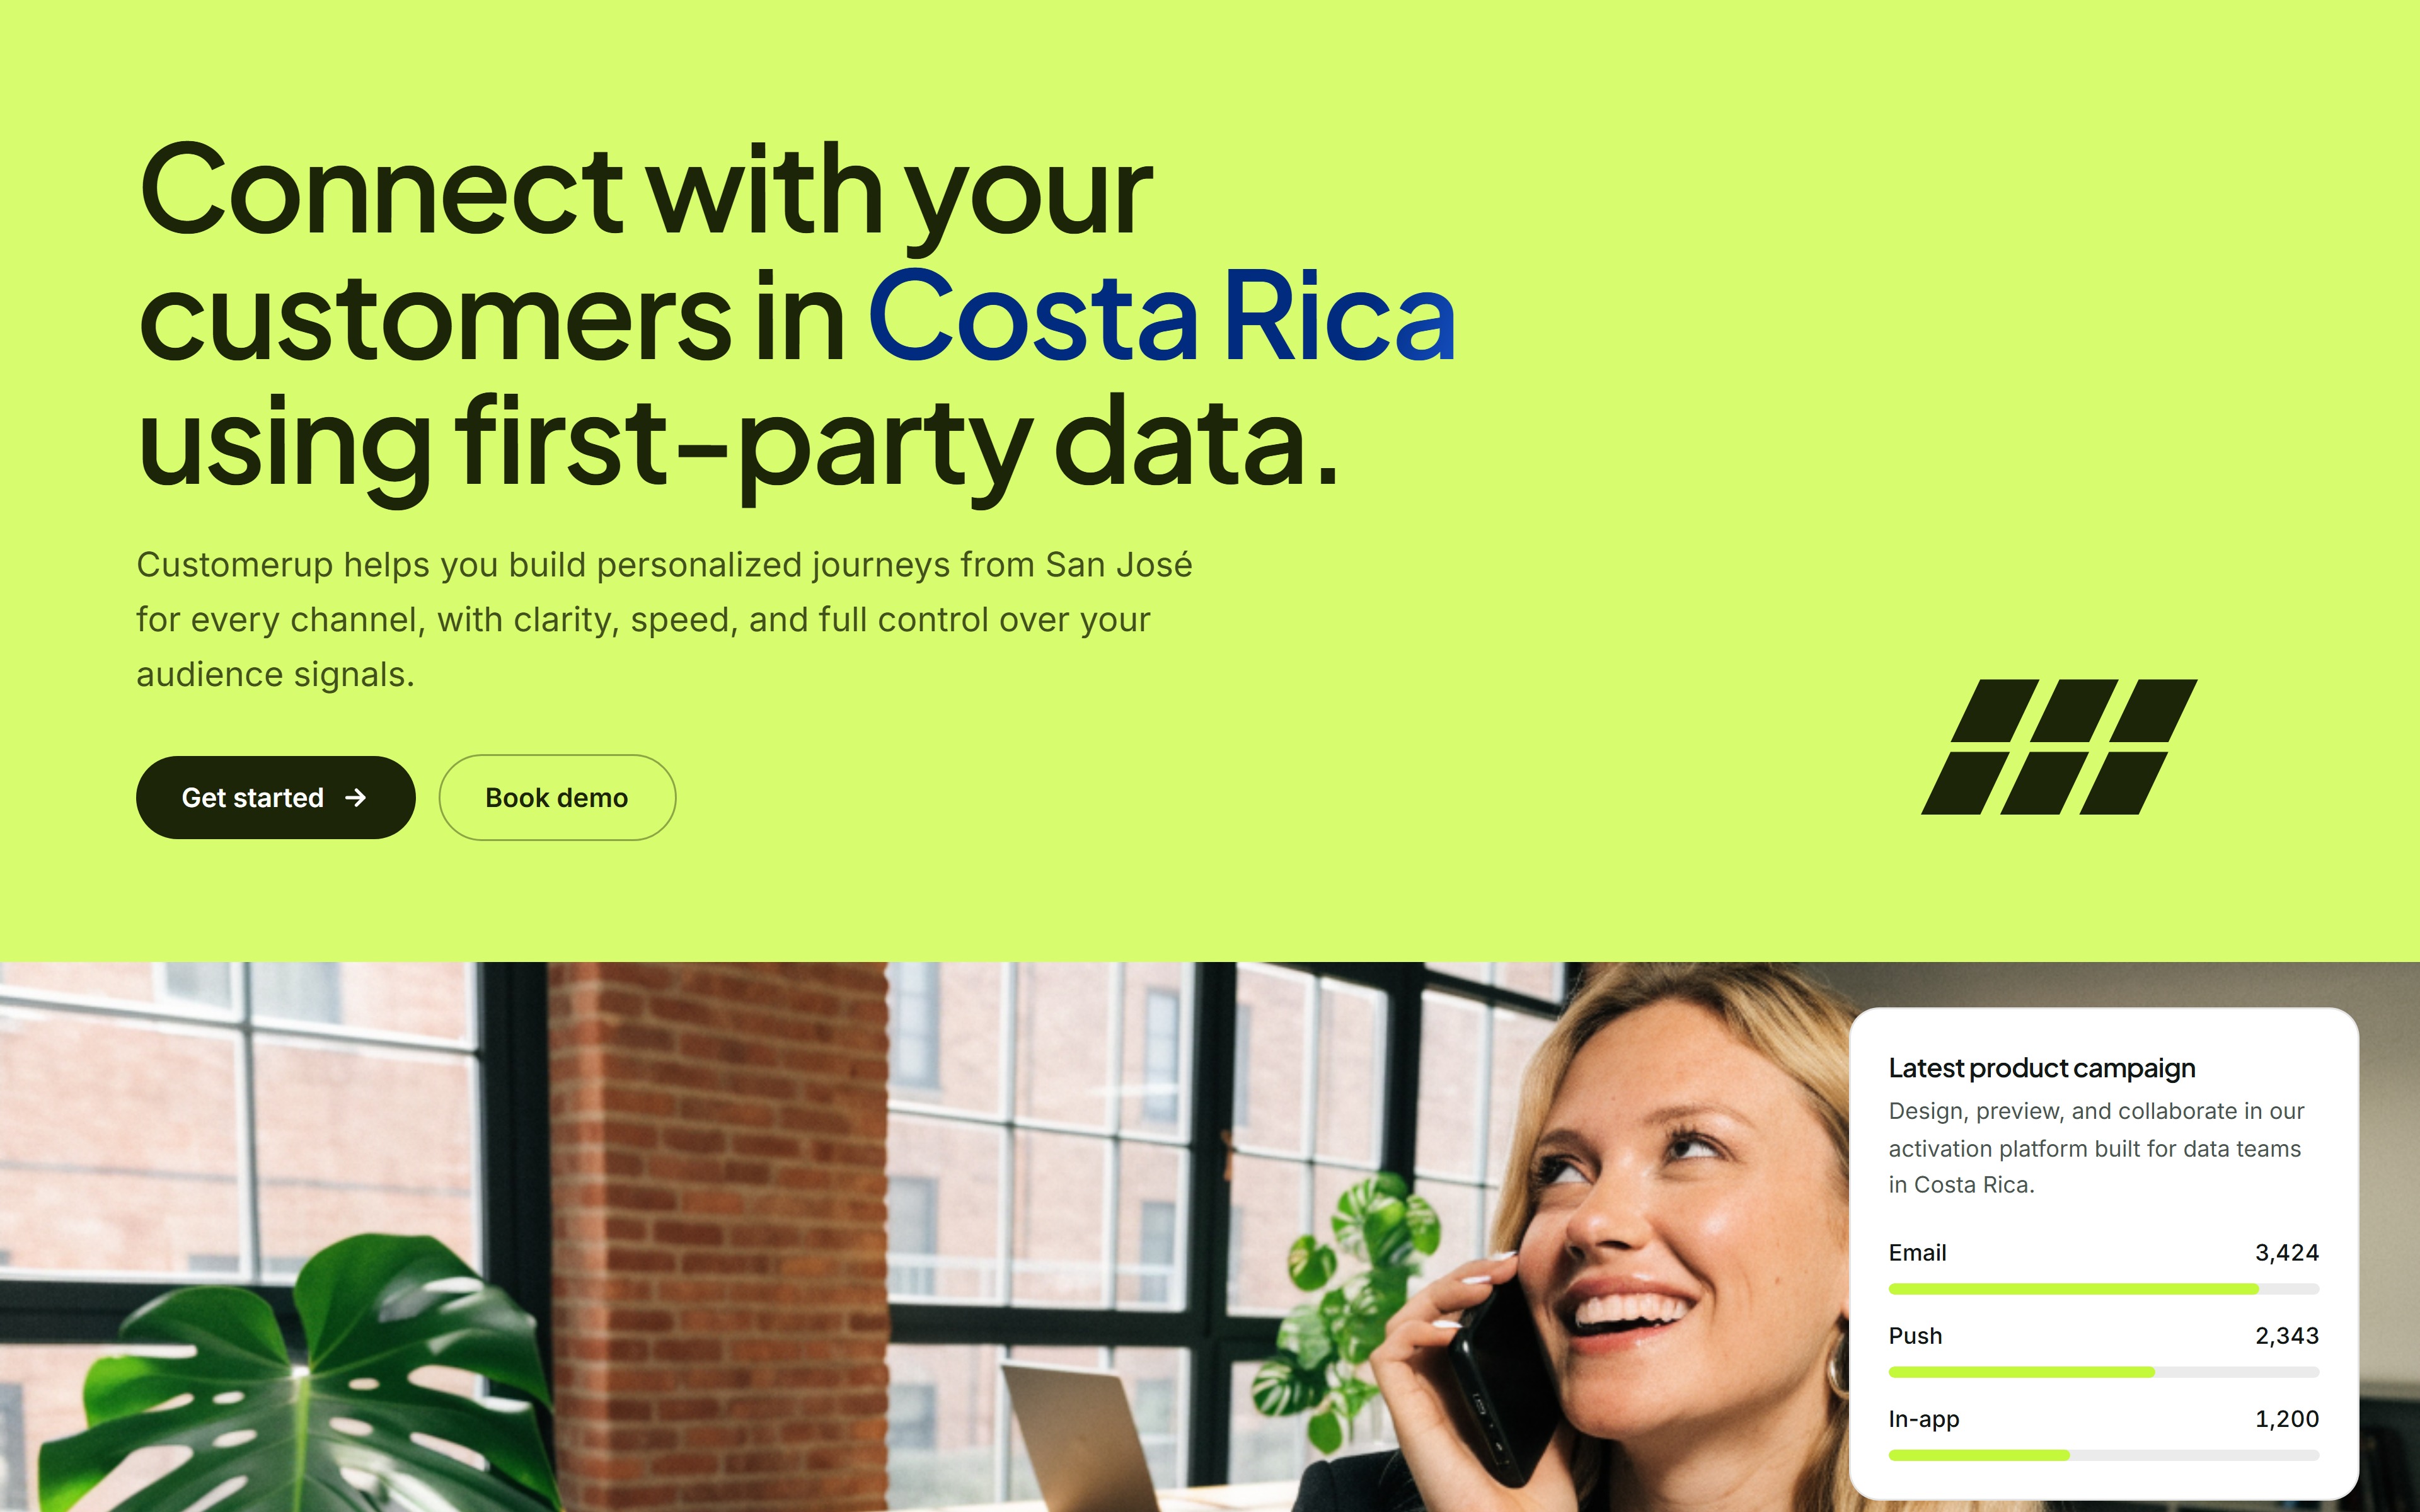 Connect with your
customers in Costa Rica
using first-party data.
Customerup helps you build personalized journeys from San José
for every channel, with clarity, speed, and full control over your
audience signals.
Get started →
Book demo
Latest product campaign
Design, preview, and collaborate in our
activation platform built for data teams
in Costa Rica.
Email 3,424
Push 2,343
In-app 1,200